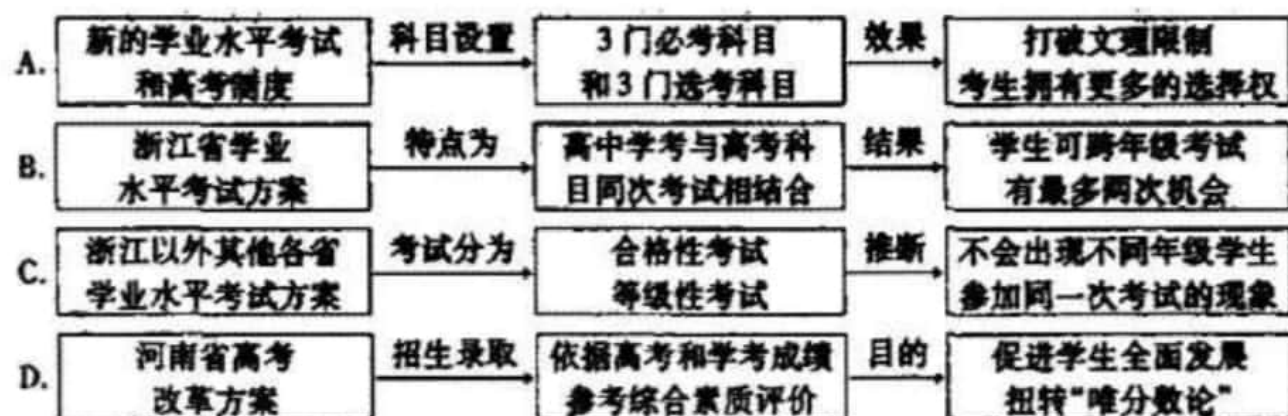 A. 新的学业水平考试 和高考制度 科目设置 3门必考科目 和3门选考科目 效果 打破文理限制 考生拥有更多的选择权
B. 浙江省学业 水平考试方案 特点为 高中学考与高考科 目同次考试相结合 结果 学生可跨年级考试 有最多两次机会
C. 浙江以外其他各省 学业水平考试方案 考试分为 合格性考试 等级性考试 推断 不会出现不同年级学生 参加同一次考试的现象
D. 河南省高考 改革方案 招生录取 依据高考和学考成绩 参考综合素质评价 目的 促进学生全面发展 扭转“唯分数论”